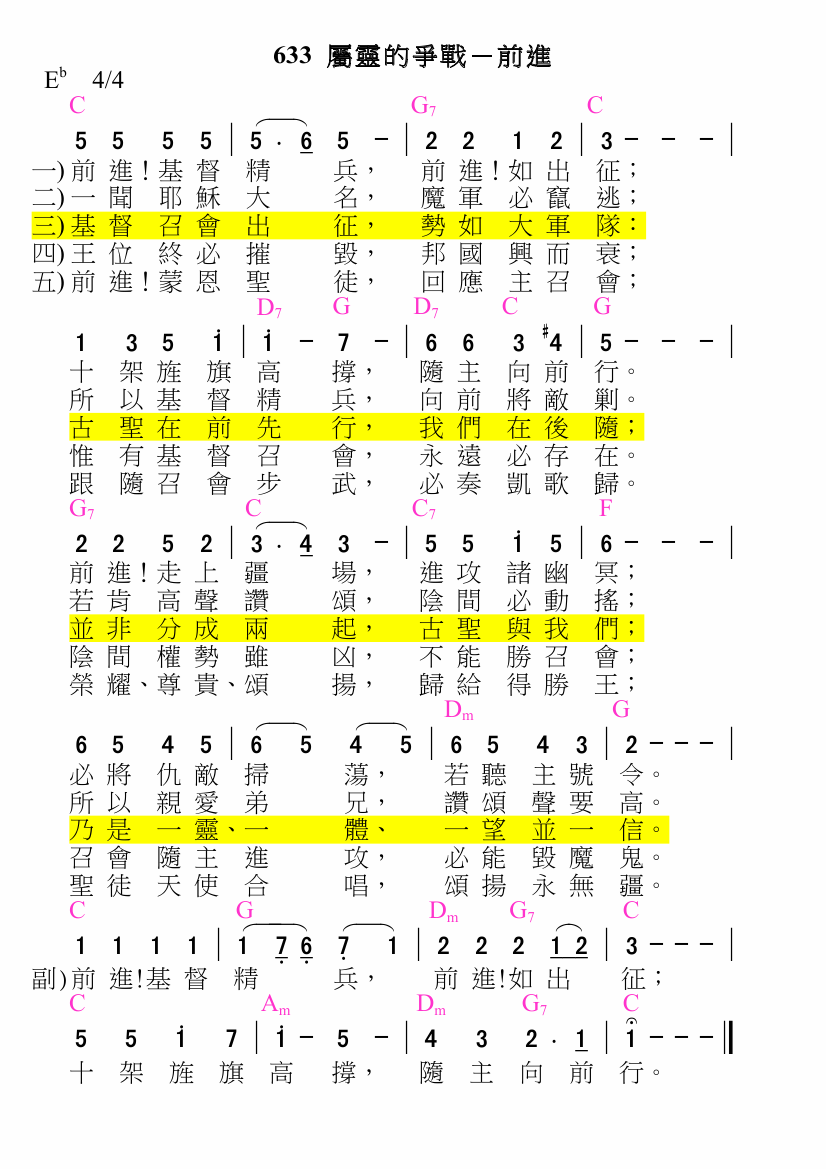 633 屬靈的爭戰－前進
E♭ 4/4
C G7 C
5 5 5 5 | 5 . 6 5 － | 2 2 1 2 | 3 － － － |
一)前進!基督精兵，前進!如出征；
二)一聞耶穌大名，魔軍必竄逃；
三)基督召會出征，勢如大軍隊：
四)王位終必摧毀，邦國興而衰；
五)前進!蒙恩聖徒，回應主召會；
D7 G D7 C G
1 3 5 i | i － 7 － | 6 6 3 #4 | 5 － － － |
十架旌旗高撐，隨主向前行。
所以基督精兵，向前將敵剿。
古聖在前先行，我們在後隨；
惟有基督召會，永遠必存在。
跟隨召會步武，必奏凱歌歸。
G7 C C7 F
2 2 5 2 | 3 . 4 3 － | 5 5 i 5 | 6 － － － |
前進!走上疆場，進攻諸幽冥；
若肯高聲讚頌，陰間必動搖；
並非分成兩起，古聖與我們；
陰間權勢雖凶，不能勝召會；
榮耀、尊貴、頌揚，歸給得勝王；
Dm G
6 5 4 5 | 6 5 4 5 | 6 5 4 3 | 2 － － － |
必將仇敵掃蕩，若聽主號令。
所以親愛弟兄，讚頌聲要高。
乃是一靈、一體、一望並一信。
召會隨主進攻，必能毀魔鬼。
聖徒天使合唱，頌揚永無疆。
C G Dm G7 C
1 1 1 1 | 1 7̣ 6̣ 7̣ 1 | 2 2 2 1 2 | 3 － － － |
副)前進!基督精兵，前進!如出征；
C Am Dm G7 C
5 5 i 7 | i － 5 － | 4 3 2 . 1 | i － － － ‖
十架旌旗高撐，隨主向前行。